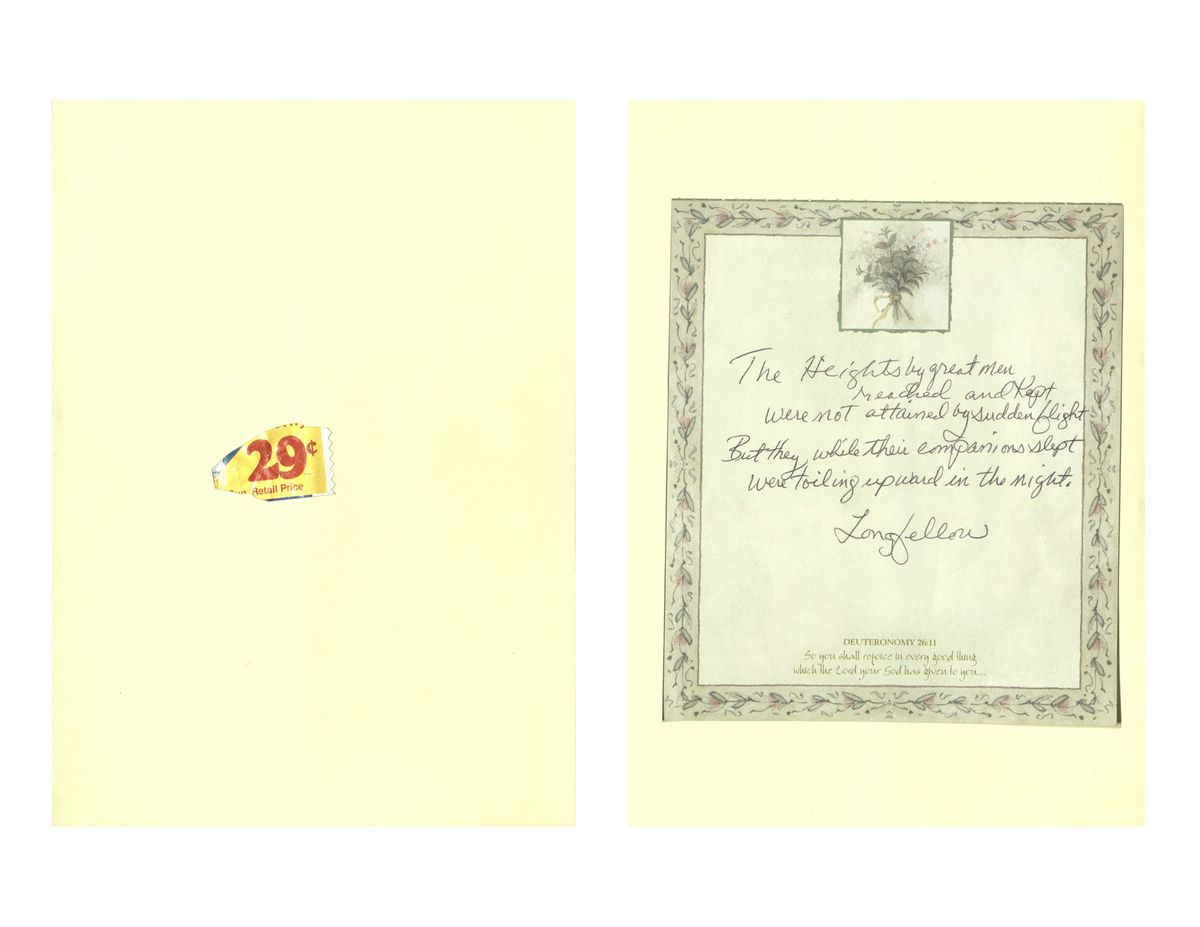 29¢
Retail Price
The Heights by great men
reached and Kept
were not attained by sudden flight
But they while their companions slept
were toiling upward in the night.
Longfellow
DEUTERONOMY 26:11
So you shall rejoice in every good thing
which the Lord your God has given to you...